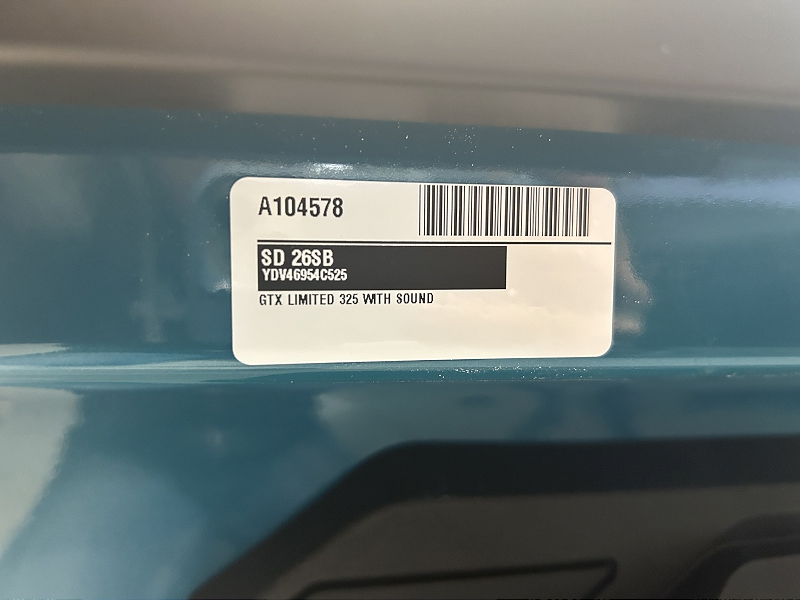 A104578
SD 26SB
YDV46954C525
GTX LIMITED 325 WITH SOUND